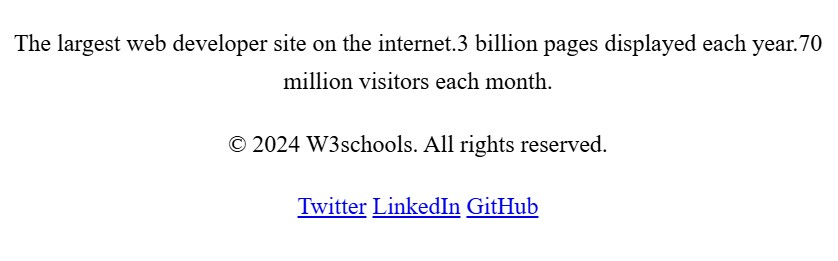 The largest web developer site on the internet.3 billion pages displayed each year.70
million visitors each month.
© 2024 W3schools. All rights reserved.
Twitter LinkedIn GitHub